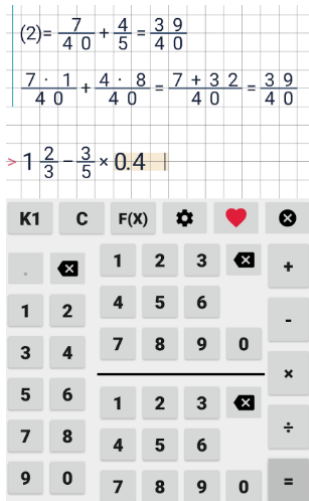 (2)= 7/40 + 4/5 = 39/40
7· 1/40 + 4· 8/40 = 7+32/40 = 39/40
> 1 2/3 − 3/5 × 0.4
K1 C F(X)
. 1 2 3 +
1 2 4 5 6 -
3 4 7 8 9 0 ×
5 6 1 2 3 ÷
7 8 4 5 6
9 0 7 8 9 0 =